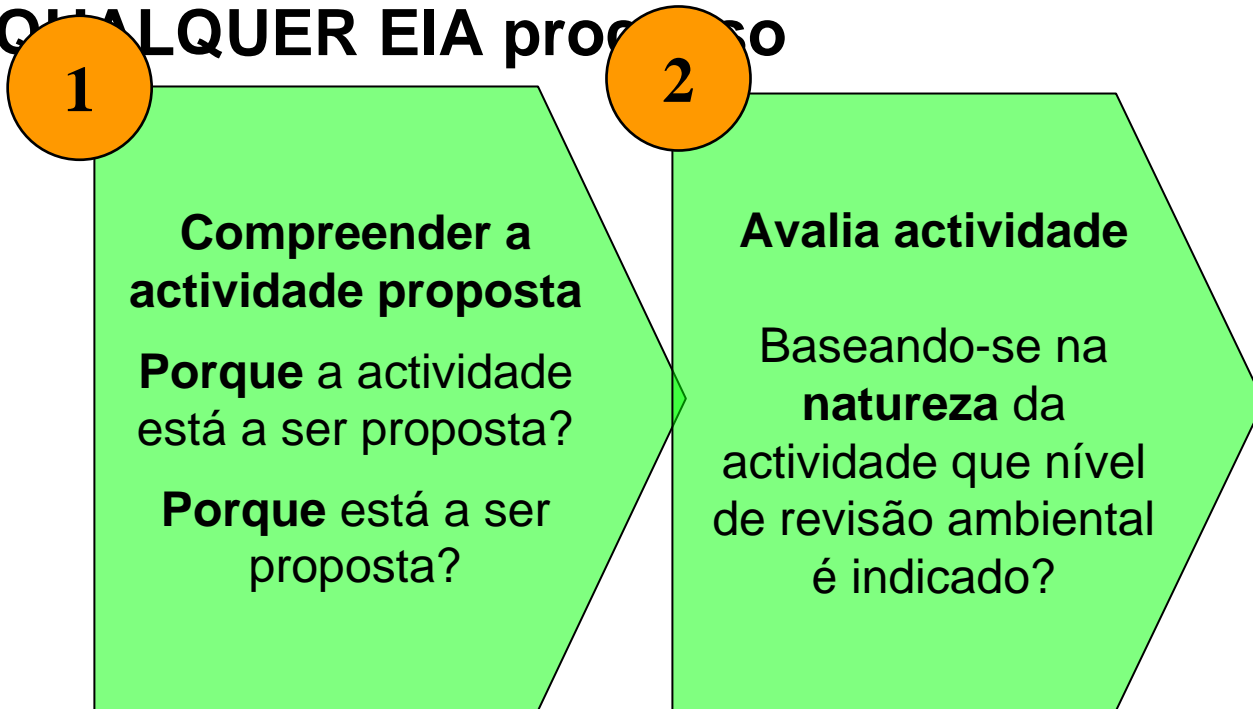 QUALQUER EIA processo
1
Compreender a
actividade proposta
Porque a actividade
está a ser proposta?
Porque está a ser
proposta?
2
Avalia actividade
Baseando-se na
natureza da
actividade que nível
de revisão ambiental
é indicado?